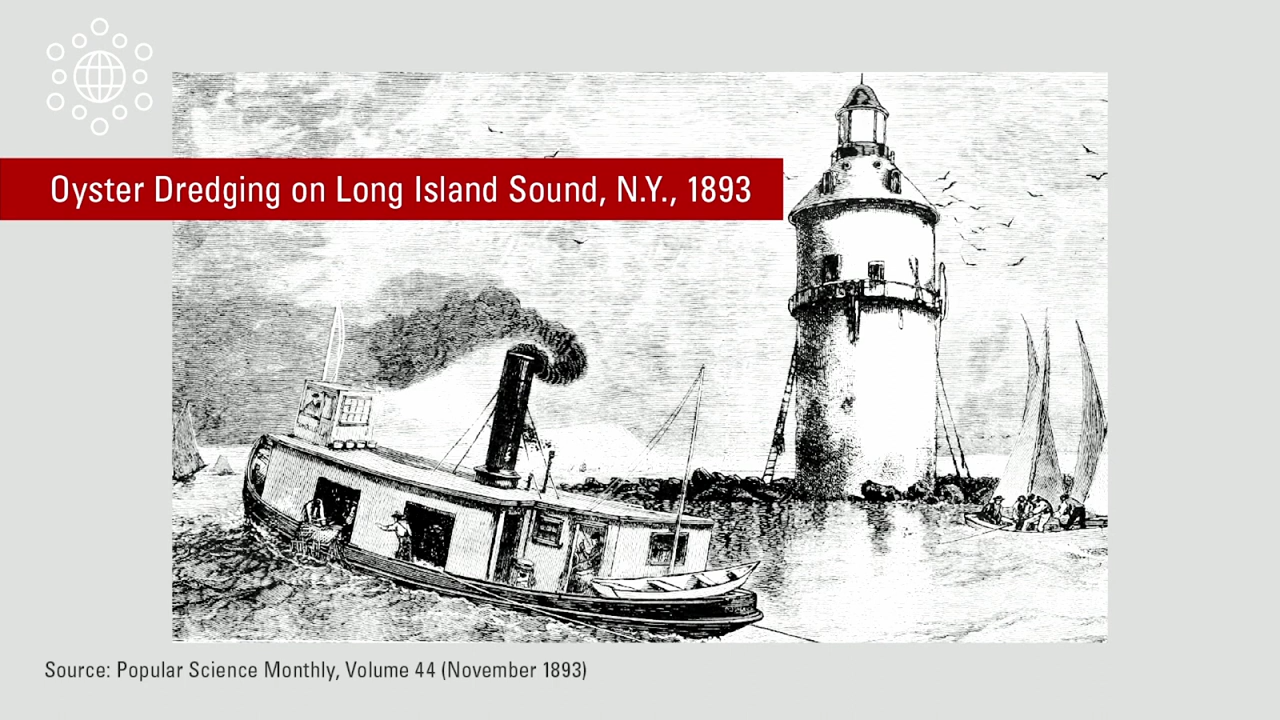 Oyster Dredging on Long Island Sound, N.Y., 1893
Source: Popular Science Monthly, Volume 44 (November 1893)